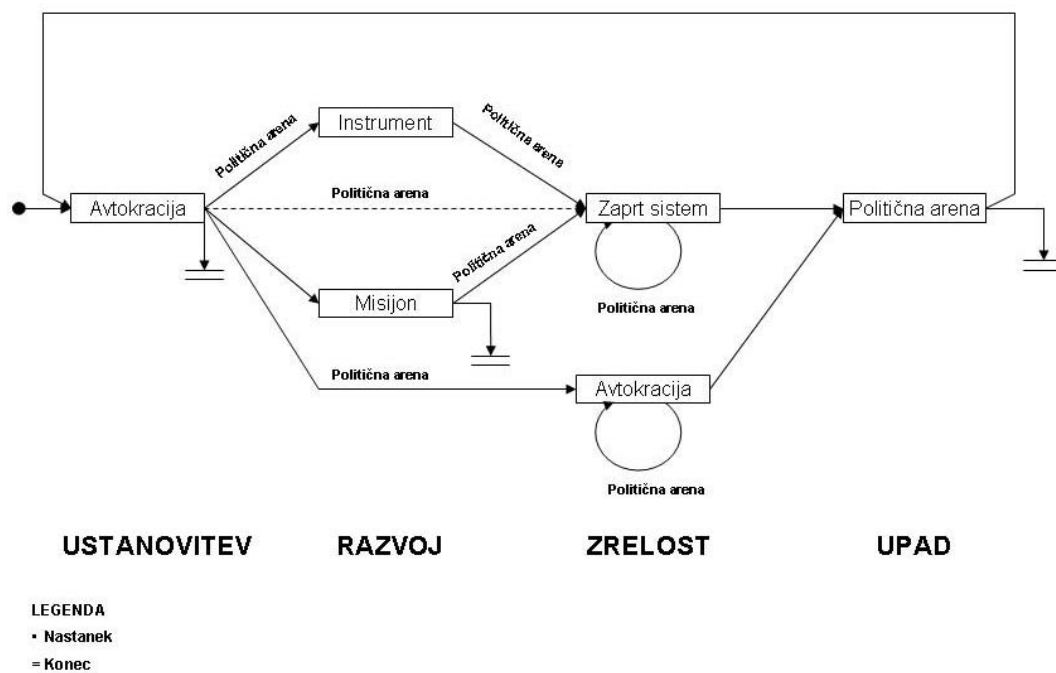 Politična arena
Instrument
Politična arena
Avtokracija
Politična arena
Zaprt sistem
Politična arena
Politična arena
Misijon
Politična arena
Politična arena
Avtokracija
Politična arena
USTANOVITEV RAZVOJ ZRELOST UPAD
LEGENDA
• Nastanek
= Konec